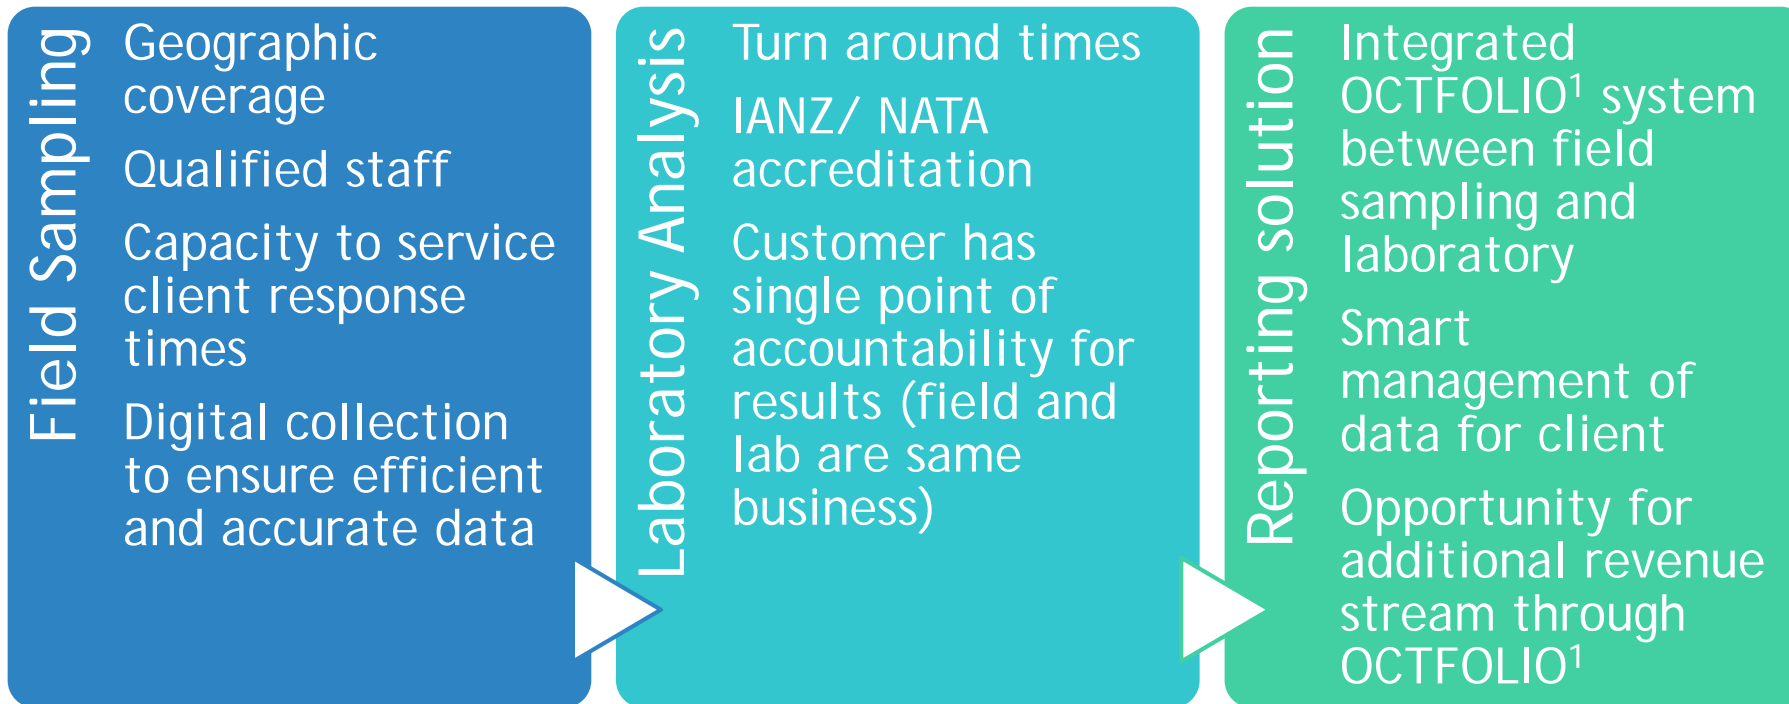 Field Sampling
Geographic
coverage
Qualified staff
Capacity to service
client response
times
Digital collection
to ensure efficient
and accurate data
Laboratory Analysis
Turn around times
IANZ/ NATA
accreditation
Customer has
single point of
accountability for
results (field and
lab are same
business)
Reporting solution
Integrated
OCTFOLIO¹ system
between field
sampling and
laboratory
Smart
management of
data for client
Opportunity for
additional revenue
stream through
OCTFOLIO¹